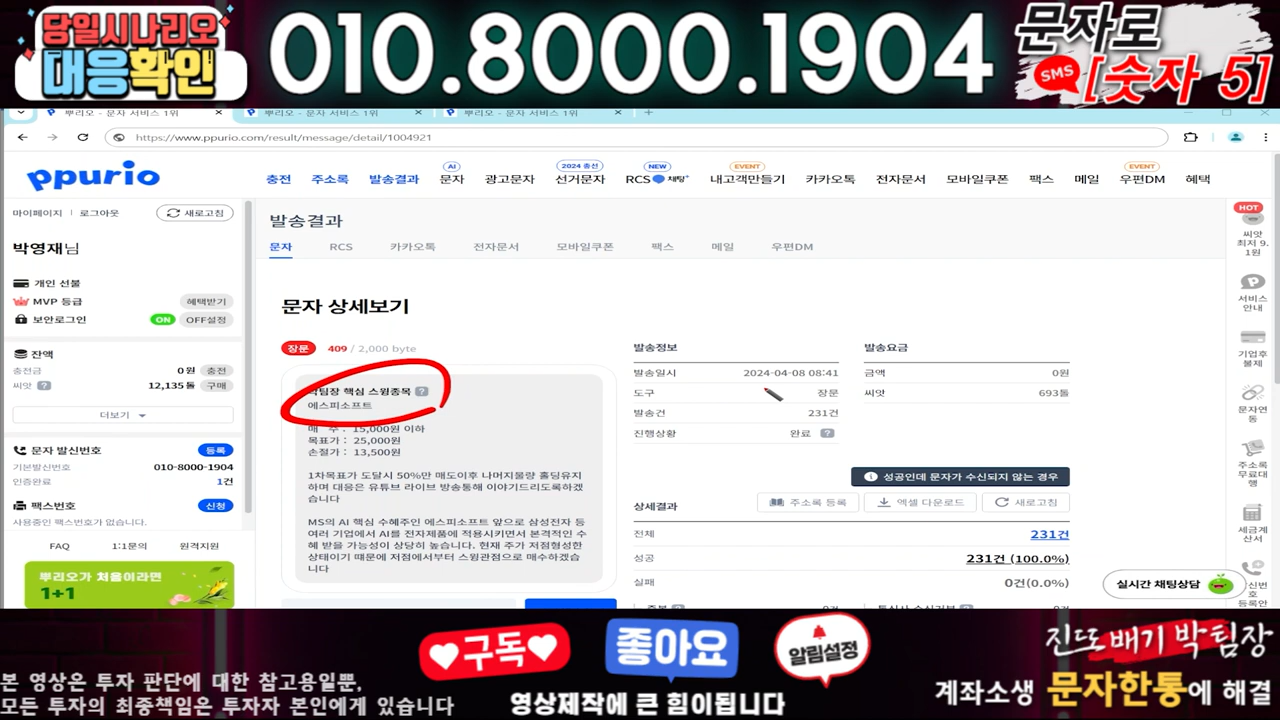 당일시나리오
대응확인
010.8000.1904
문자로
SMS
[숫자 5]
뿌리오 - 문자 서비스 1위
뿌리오 - 문자 서비스 1위
뿌리오 - 문자 서비스 1위
https://www.ppurio.com/result/message/detail/1004921
ppurio
충전
주소록
발송결과
AI
문자
광고문자
2024 총선
선거문자
NEW
RCS 채팅+
EVENT
내고객만들기
카카오톡
전자문서
모바일쿠폰
팩스
메일
EVENT
우편DM
혜택
마이페이지 | 로그아웃
새로고침
박영재님
개인 선불
MVP 등급
혜택받기
보안로그인
ON
OFF설정
잔액
충전금 0원 충전
씨앗 ? 12,135톨 구매
더보기
문자 발신번호 등록
기본발신번호 010-8000-1904
인증완료 1건
팩스번호 신청
사용중인 팩스번호가 없습니다.
FAQ 1:1문의 원격지원
뿌리오가 처음이라면
1+1
발송결과
문자 RCS 카카오톡 전자문서 모바일쿠폰 팩스 메일 우편DM
문자 상세보기
장문 409 / 2,000 byte
박팀장 핵심 스윙종목 ?
에스피소프트
매 수 : 15,000원 이하
목표가 : 25,000원
손절가 : 13,500원
1차목표가 도달시 50%만 매도이후 나머지물량 홀딩유지
하며 대응은 유튜브 라이브 방송통해 이야기드리도록하겠
습니다
MS의 AI 핵심 수혜주인 에스피소프트 앞으로 삼성전자 등
여러 기업에서 AI를 전자제품에 적용시키면서 본격적인 수
혜 받을 가능성이 상당히 높습니다. 현재 주가 저점형성한
상태이기 때문에 저점에서부터 스윙관점으로 매수하겠습
니다
발송정보
발송일시 2024-04-08 08:41
도구 장문
발송건 231건
진행상황 완료 ?
발송요금
금액 0원
씨앗 693톨
성공인데 문자가 수신되지 않는 경우
상세결과
주소록 등록
엑셀 다운로드
새로고침
전체 231건
성공 231건 (100.0%)
실패 0건(0.0%)
HOT
씨앗
최저 9.
1원
서비스
안내
기업후
불제
문자연
동
주소록
무료대
행
세금계
산서
실시간 채팅상담
구독
좋아요
알림설정
영상제작에 큰 힘이됩니다
본 영상은 투자 판단에 대한 참고용일뿐,
모든 투자의 최종책임은 투자자 본인에게 있습니다
진또배기 박팀장
계좌소생 문자한통에 해결